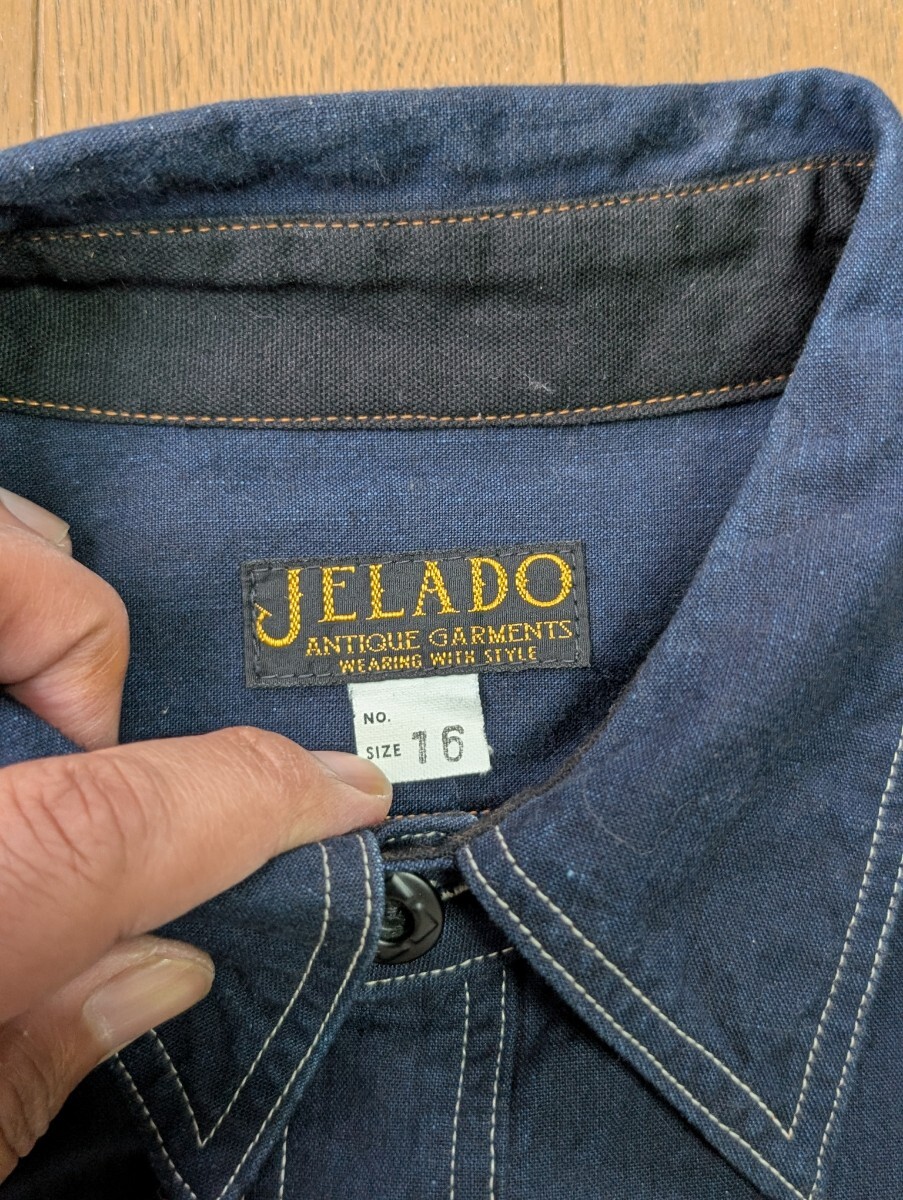 JELADO
ANTIQUE GARMENTS
WEARING WITH STYLE
NO.
SIZE 16